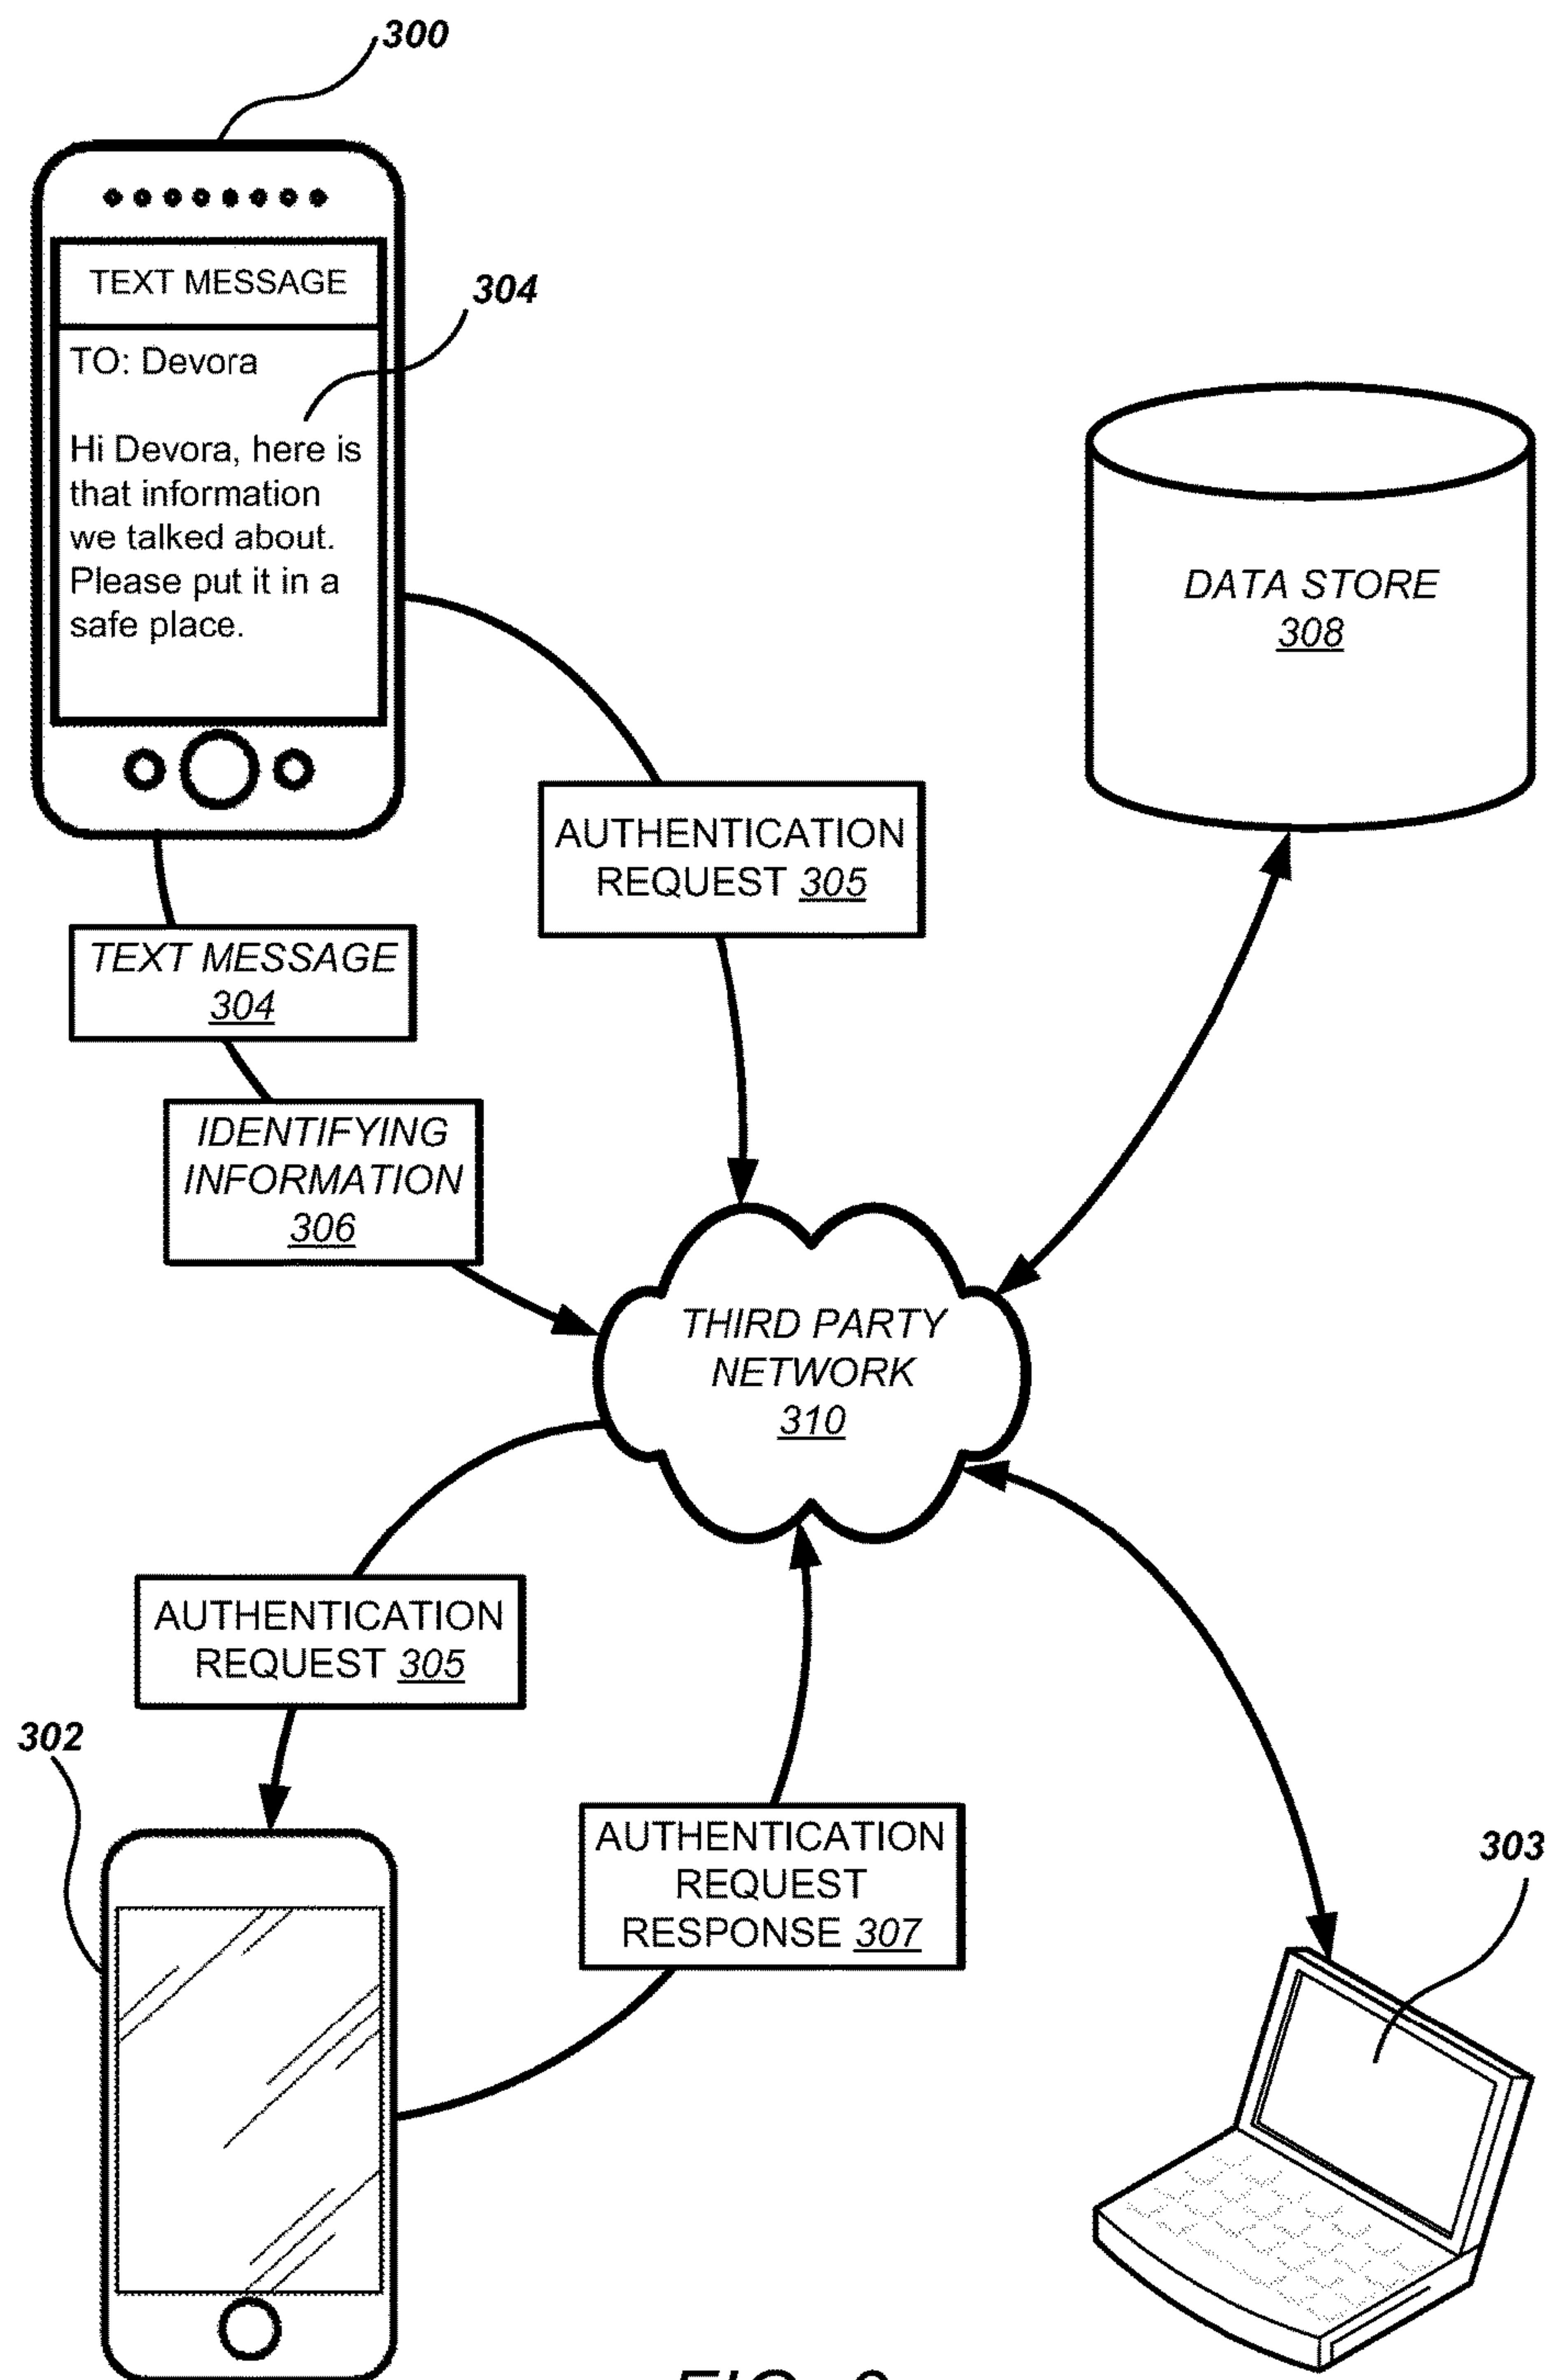 300
TEXT MESSAGE
304
TO: Devora
Hi Devora, here is
that information
we talked about.
Please put it in a
safe place.
DATA STORE
308
AUTHENTICATION
REQUEST 305
TEXT MESSAGE
304
IDENTIFYING
INFORMATION
306
THIRD PARTY
NETWORK
310
AUTHENTICATION
REQUEST 305
302
AUTHENTICATION
REQUEST
RESPONSE 307
303
FIG.